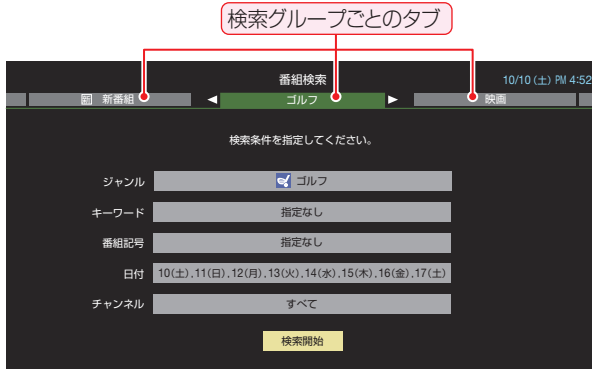 検索グループごとのタブ
番組検索 10/10 (土) PM 4:52
新 新番組 ◀ ゴルフ ▶ 映画
検索条件を指定してください。
ジャンル ゴルフ
キーワード 指定なし
番組記号 指定なし
日付 10(土),11(日),12(月),13(火),14(水),15(木),16(金),17(土)
チャンネル すべて
検索開始